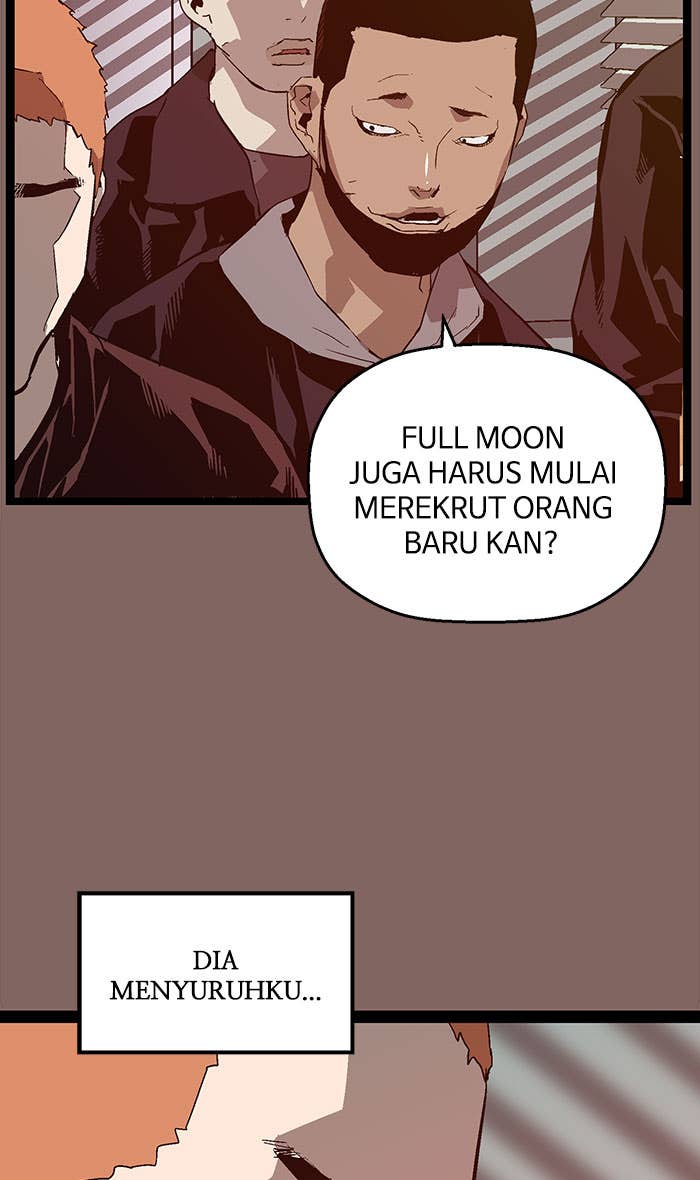 FULL MOON
JUGA HARUS MULAI
MEREKRUT ORANG
BARU KAN?
DIA
MENYURUHKU...